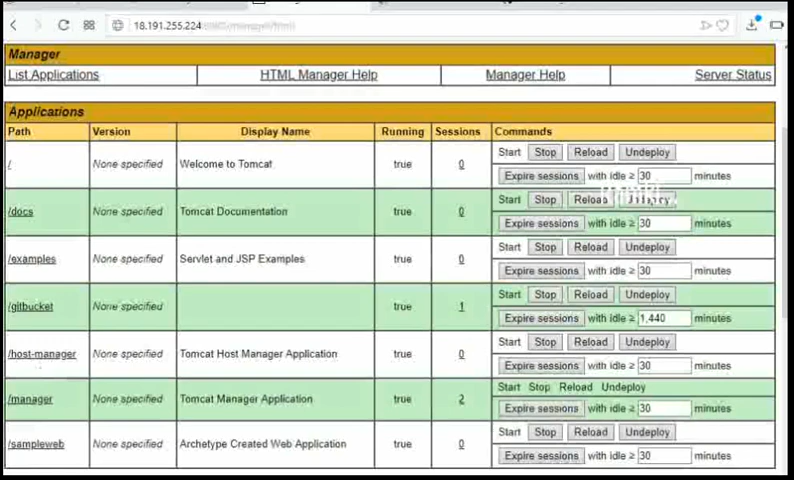 18.191.255.224
Manager
List Applications HTML Manager Help Manager Help Server Status
Applications
Path Version Display Name Running Sessions Commands
/ None specified Welcome to Tomcat true 0 Start Stop Reload Undeploy
Expire sessions with idle ≥ 30 minutes
/docs None specified Tomcat Documentation true 0 Start Stop Reload Undeploy
Expire sessions with idle ≥ 30 minutes
/examples None specified Servlet and JSP Examples true 0 Start Stop Reload Undeploy
Expire sessions with idle ≥ 30 minutes
/gitbucket None specified true 1 Start Stop Reload Undeploy
Expire sessions with idle ≥ 1,440 minutes
/host-manager None specified Tomcat Host Manager Application true 0 Start Stop Reload Undeploy
Expire sessions with idle ≥ 30 minutes
/manager None specified Tomcat Manager Application true 2 Start Stop Reload Undeploy
Expire sessions with idle ≥ 30 minutes
/sampleweb None specified Archetype Created Web Application true 0 Start Stop Reload Undeploy
Expire sessions with idle ≥ 30 minutes